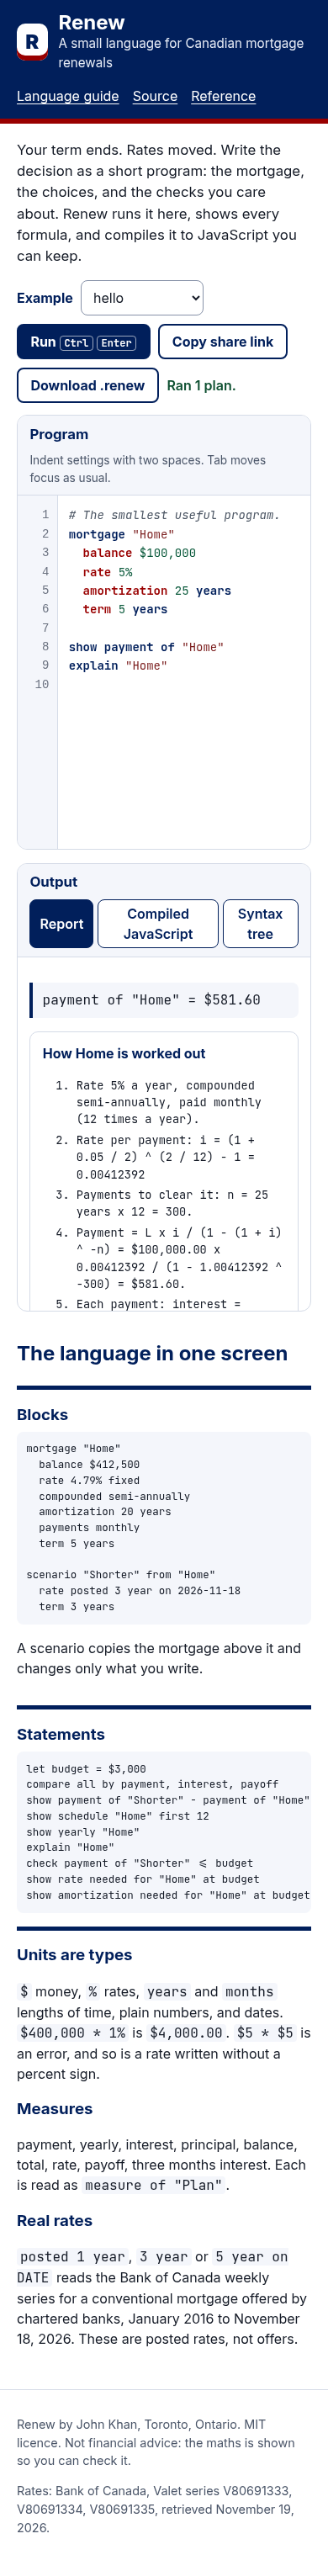 R
Renew
A small language for Canadian mortgage
renewals
Language guide Source Reference
Your term ends. Rates moved. Write the
decision as a short program: the mortgage,
the choices, and the checks you care
about. Renew runs it here, shows every
formula, and compiles it to JavaScript you
can keep.
Example hello
Run Ctrl Enter Copy share link
Download .renew Ran 1 plan.
Program
Indent settings with two spaces. Tab moves
focus as usual.
1 # The smallest useful program.
2 mortgage "Home"
3 balance $100,000
4 rate 5%
5 amortization 25 years
6 term 5 years
7
8 show payment of "Home"
9 explain "Home"
10
Output
Report Compiled JavaScript Syntax tree
payment of "Home" = $581.60
How Home is worked out
1. Rate 5% a year, compounded
semi-annually, paid monthly
(12 times a year).
2. Rate per payment: i = (1 +
0.05 / 2) ^ (2 / 12) - 1 =
0.00412392
3. Payments to clear it: n = 25
years x 12 = 300.
4. Payment = L x i / (1 - (1 + i)
^ -n) = $100,000.00 x
0.00412392 / (1 - 1.00412392 ^
-300) = $581.60.
5. Each payment: interest =
The language in one screen
Blocks
mortgage "Home"
balance $412,500
rate 4.79% fixed
compounded semi-annually
amortization 20 years
payments monthly
term 5 years
scenario "Shorter" from "Home"
rate posted 3 year on 2026-11-18
term 3 years
A scenario copies the mortgage above it and
changes only what you write.
Statements
let budget = $3,000
compare all by payment, interest, payoff
show payment of "Shorter" - payment of "Home"
show schedule "Home" first 12
show yearly "Home"
explain "Home"
check payment of "Shorter" <= budget
show rate needed for "Home" at budget
show amortization needed for "Home" at budget
Units are types
$ money, % rates, years and months
lengths of time, plain numbers, and dates.
$400,000 * 1% is $4,000.00. $5 * $5 is
an error, and so is a rate written without a
percent sign.
Measures
payment, yearly, interest, principal, balance,
total, rate, payoff, three months interest. Each
is read as measure of "Plan".
Real rates
posted 1 year, 3 year or 5 year on
DATE reads the Bank of Canada weekly
series for a conventional mortgage offered by
chartered banks, January 2016 to November
18, 2026. These are posted rates, not offers.
Renew by John Khan, Toronto, Ontario. MIT
licence. Not financial advice: the maths is shown
so you can check it.
Rates: Bank of Canada, Valet series V80691333,
V80691334, V80691335, retrieved November 19,
2026.